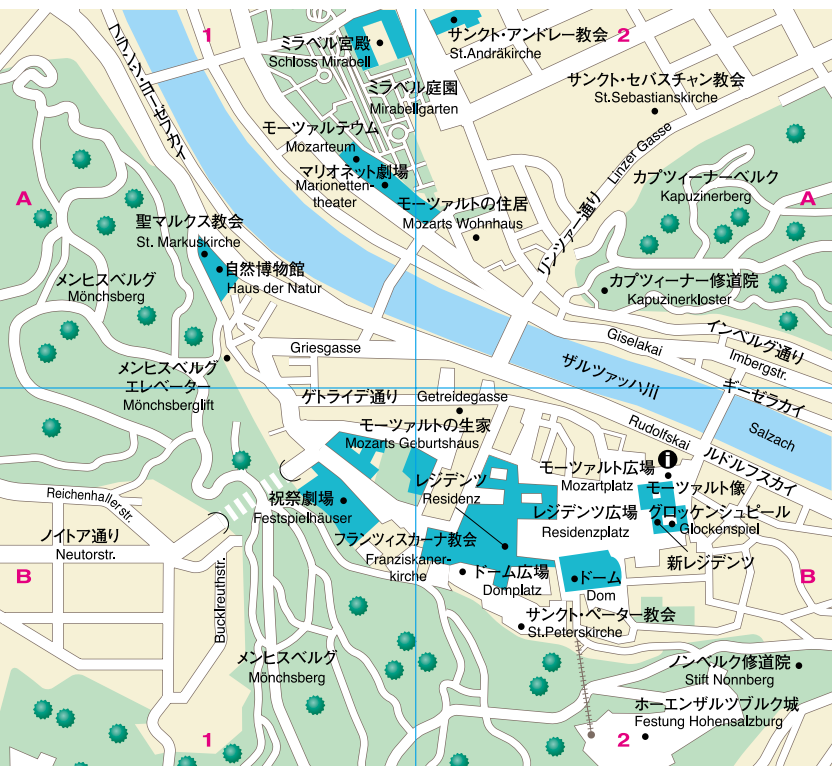 1
ミラベル宮殿
Schloss Mirabell
サンクト・アンドレー教会
St.Andräkirche
2
フランツ・ヨーゼフカイ
ミラベル庭園
Mirabellgarten
サンクト・セバスチャン教会
St.Sebastianskirche
モーツァルテウム
Mozarteum
マリオネット劇場
Marionetten-
theater
リンツァー通り Linzer Gasse
カプツィーナーベルク
Kapuzinerberg
A
A
モーツァルトの住居
Mozarts Wohnhaus
聖マルクス教会
St. Markuskirche
自然博物館
Haus der Natur
メンヒスベルグ
Mönchsberg
カプツィーナー修道院
Kapuzinerkloster
Giselakai
インベルグ通り
Imbergstr.
Griesgasse
ザルツァッハ川
メンヒスベルグ
エレベーター
Mönchsberglift
ギーゼラカイ
ゲトライデ通り
Getreidegasse
Rudolfskai
Salzach
モーツァルトの生家
Mozarts Geburtshaus
ルドルフスカイ
i
モーツァルト広場
Mozartplatz
モーツァルト像
レジデンツ
Residenz
Reichenhallerstr.
祝祭劇場
Festspielhäuser
レジデンツ広場
Residenzplatz
グロッケンシュピール
Glockenspiel
ノイトア通り
Neutorstr.
フランツィスカーナ教会
Franziskaner-
kirche
新レジデンツ
B
B
ドーム広場
Domplatz
ドーム
Dom
Bucklreuthstr.
サンクト・ペーター教会
St.Peterskirche
メンヒスベルグ
Mönchsberg
ノンベルク修道院
Stift Nonnberg
ホーエンザルツブルク城
Festung Hohensalzburg
1
2